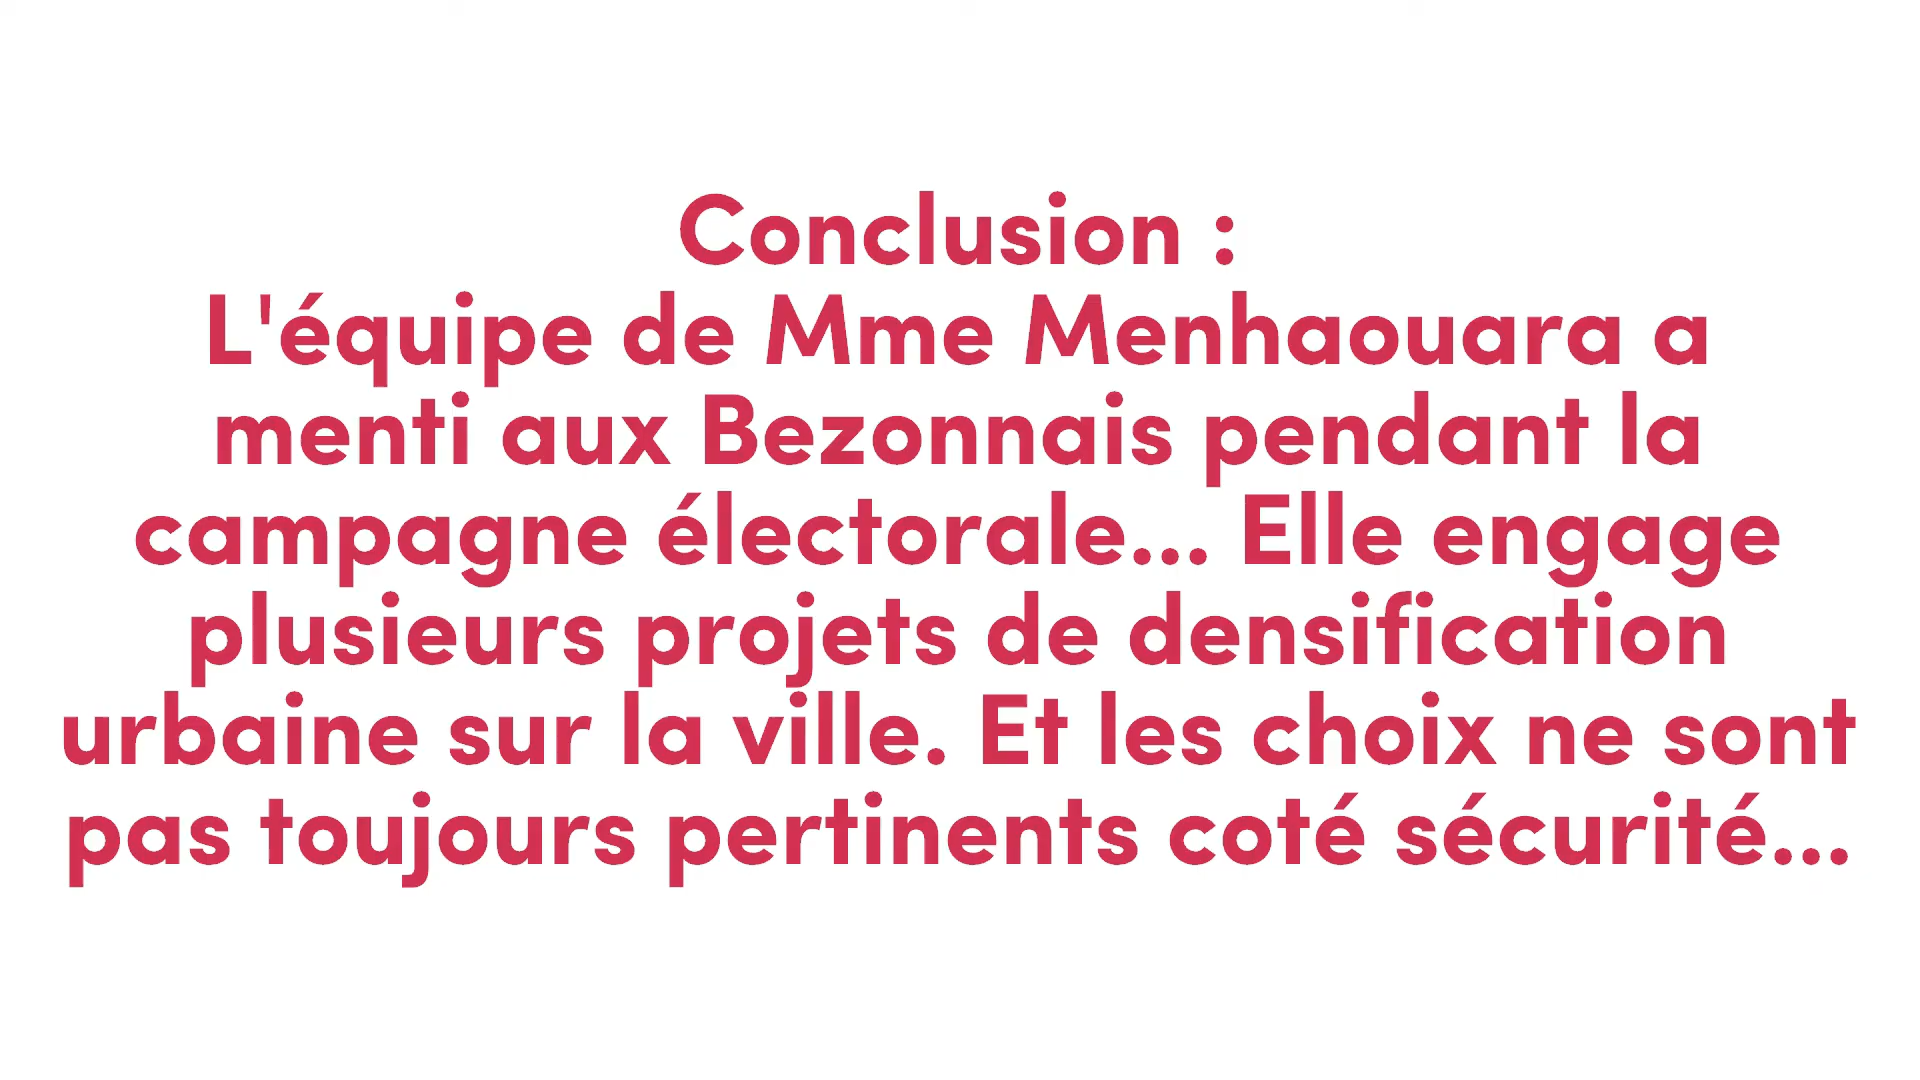 Conclusion :
L'équipe de Mme Menhaouara a
menti aux Bezonnais pendant la
campagne électorale... Elle engage
plusieurs projets de densification
urbaine sur la ville. Et les choix ne sont
pas toujours pertinents coté sécurité...